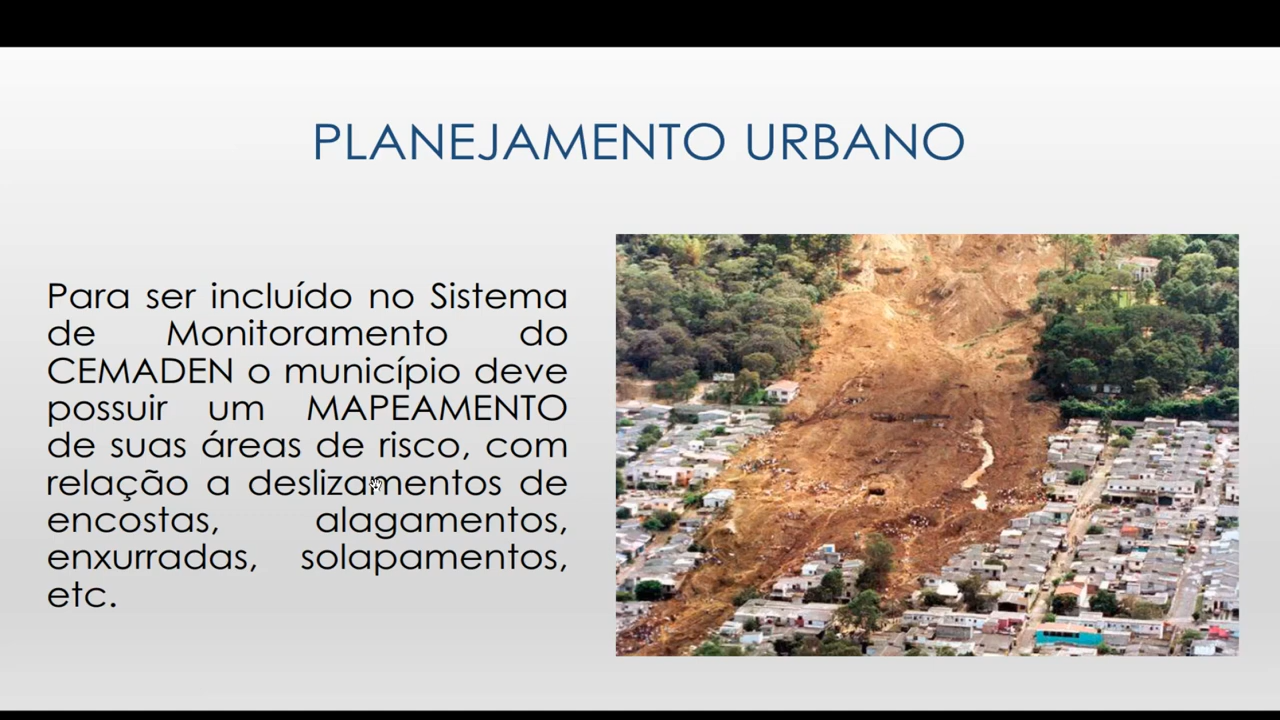 PLANEJAMENTO URBANO
Para ser incluído no Sistema
de Monitoramento do
CEMADEN o município deve
possuir um MAPEAMENTO
de suas áreas de risco, com
relação a deslizamentos de
encostas, alagamentos,
enxurradas, solapamentos,
etc.